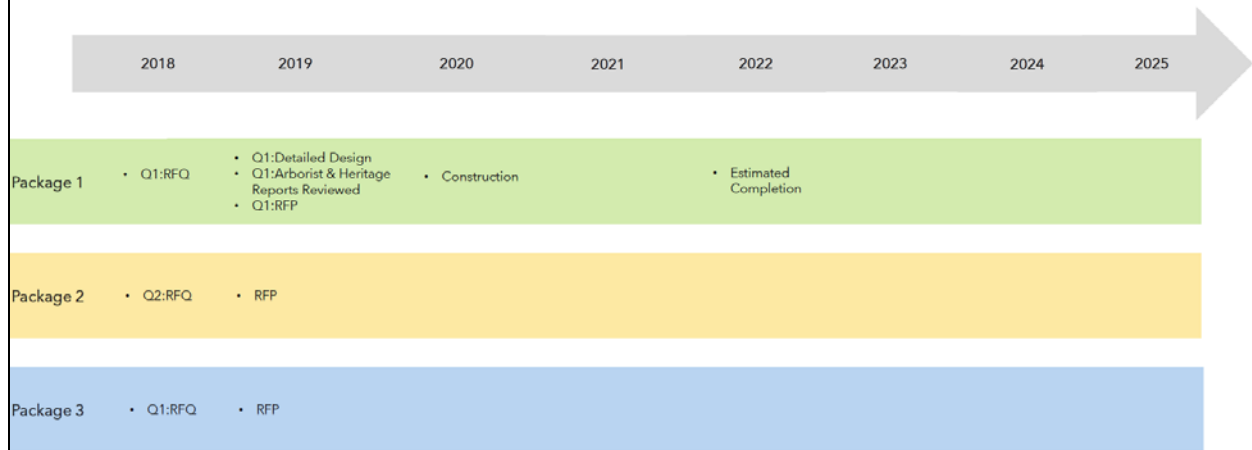 2018 2019 2020 2021 2022 2023 2024 2025
Package 1
• Q1:RFQ
• Q1:Detailed Design
• Q1:Arborist & Heritage
Reports Reviewed
• Q1:RFP
• Construction
• Estimated
Completion
Package 2
• Q2:RFQ
• RFP
Package 3
• Q1:RFQ
• RFP